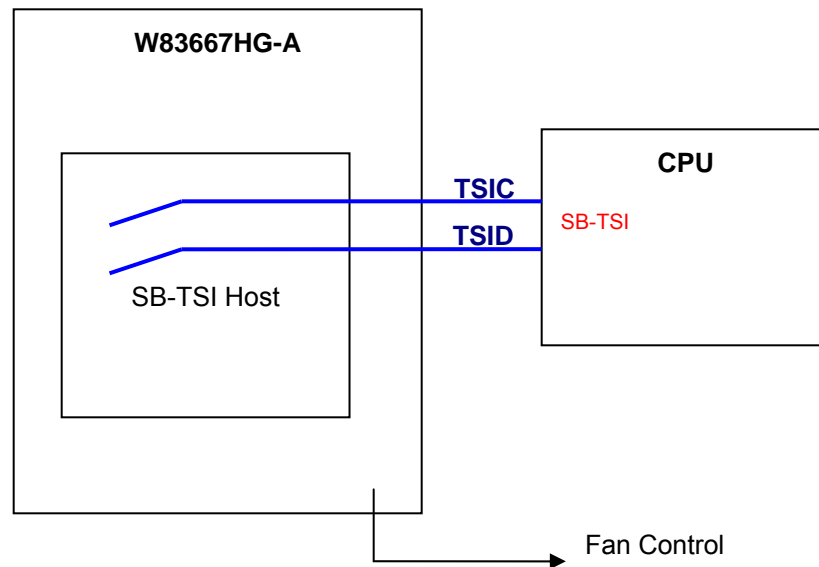 W83667HG-A
CPU
TSIC
SB-TSI
TSID
SB-TSI Host
Fan Control